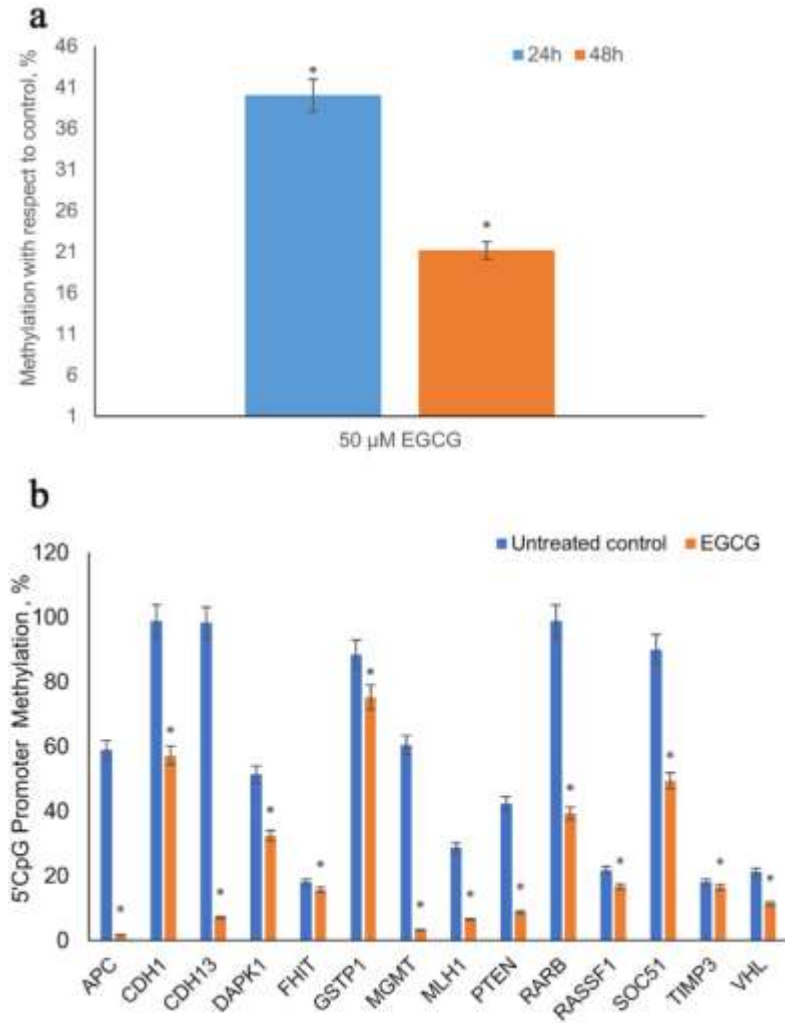 a
Methylation with respect to control, %
46
41
36
31
26
21
16
11
6
1
24h 48h
*
*
50 µM EGCG
b
5'CpG Promoter Methylation , %
120
100
80
60
40
20
0
Untreated control EGCG
* * * * * * * * * * * * * *
APC CDH1 CDH13 DAPK1 FHIT GSTP1 MGMT MLH1 PTEN RARB RASSF1 SOC51 TIMP3 VHL